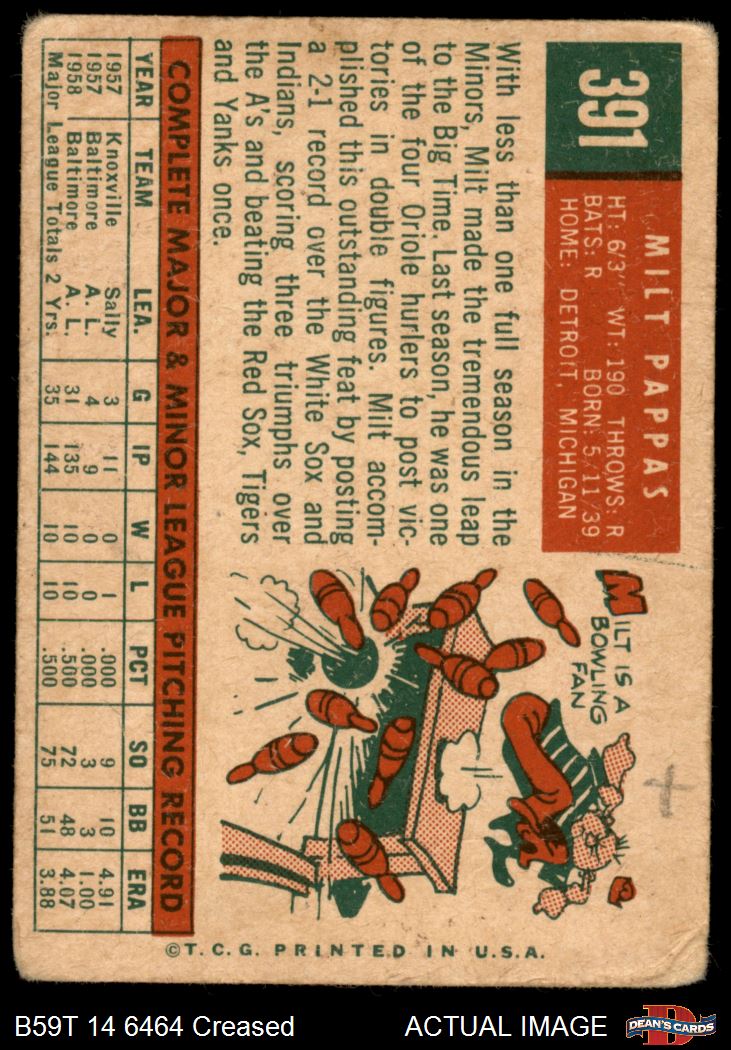 391
MILT PAPPAS
HT: 6/3" WT: 190 THROWS: R
BATS: R BORN: 5/11/39
HOME: DETROIT, MICHIGAN
With less than one full season in the
Minors, Milt made the tremendous leap
to the Big Time. Last season, he was one
of the four Oriole hurlers to post vic-
tories in double figures. Milt accom-
plished this outstanding feat by posting
a 2-1 record over the White Sox and
Indians, scoring three triumphs over
the A's and beating the Red Sox, Tigers
and Yanks once.
MILT IS A
BOWLING
FAN
COMPLETE MAJOR & MINOR LEAGUE PITCHING RECORD
YEAR TEAM LEA. G IP W L PCT SO BB ERA
1957 Knoxville Sally 3 11 0 1 .000 9 10 4.91
1957 Baltimore A. L. 4 9 0 0 .000 3 3 1.00
1958 Baltimore A. L. 31 135 10 10 .500 72 48 4.07
Major League Totals 2 Yrs. 35 144 10 10 .500 75 51 3.88
© T. C. G. PRINTED IN U.S.A.
B59T 14 6464 Creased
ACTUAL IMAGE
D
DEAN'S CARDS